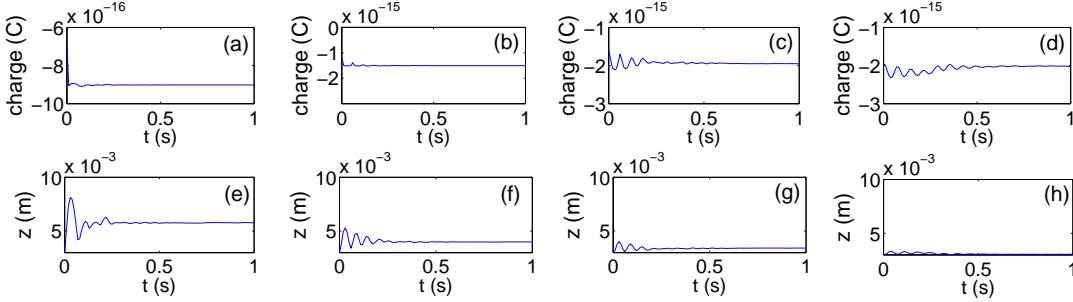 x 10^−16
charge (C)
−6
−8
−10
0
0.5
1
t (s)
(a)
x 10^−15
charge (C)
0
−1
−2
0
0.5
1
t (s)
(b)
x 10^−15
charge (C)
−1
−2
−3
0
0.5
1
t (s)
(c)
x 10^−15
charge (C)
−1
−2
−3
0
0.5
1
t (s)
(d)
x 10^−3
z (m)
10
5
0
0.5
1
t (s)
(e)
x 10^−3
z (m)
10
5
0
0.5
1
t (s)
(f)
x 10^−3
z (m)
10
5
0
0.5
1
t (s)
(g)
x 10^−3
z (m)
10
5
0
0.5
1
t (s)
(h)